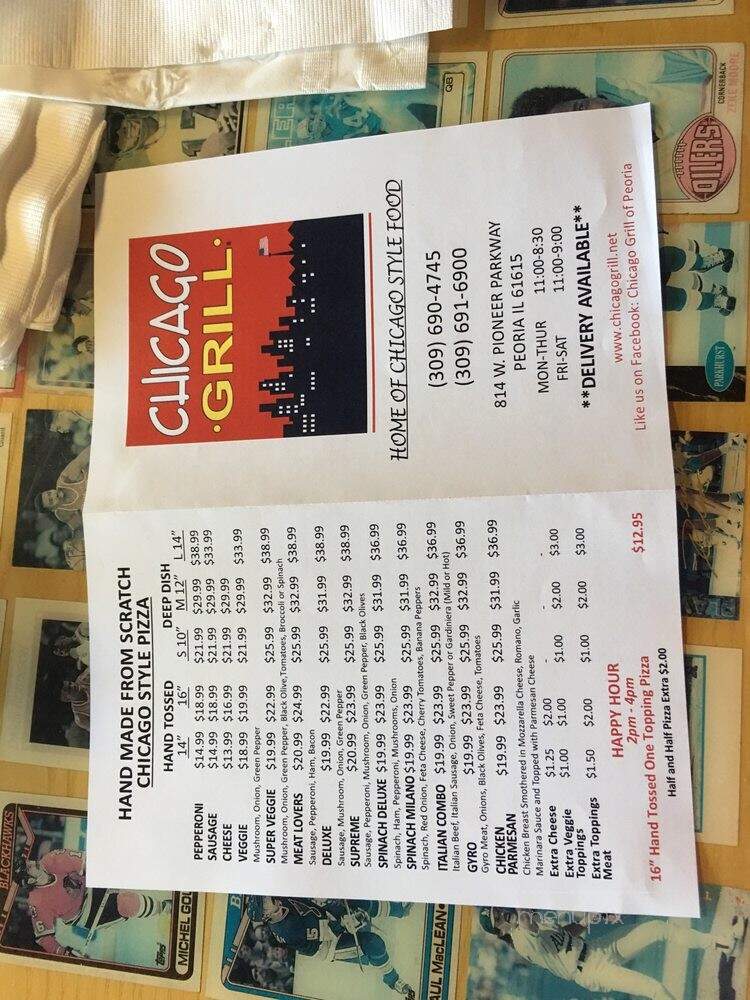 HAND MADE FROM SCRATCH
CHICAGO STYLE PIZZA
HAND TOSSED DEEP DISH
14" 16" S 10" M 12" L 14"
PEPPERONI $14.99 $18.99 $21.99 $29.99 $38.99
SAUSAGE $14.99 $18.99 $21.99 $29.99 $33.99
CHEESE $13.99 $16.99 $21.99 $29.99
VEGGIE $18.99 $19.99 $21.99 $29.99 $33.99
Mushroom, Onion, Green Pepper
SUPER VEGGIE $19.99 $22.99 $25.99 $32.99 $38.99
Mushroom, Onion, Green Pepper, Black Olive,Tomatoes, Broccoli or Spinach
MEAT LOVERS $20.99 $24.99 $25.99 $32.99 $38.99
Sausage, Pepperoni, Ham, Bacon
DELUXE $19.99 $22.99 $25.99 $31.99 $38.99
Sausage, Mushroom, Onion, Green Pepper
SUPREME $20.99 $23.99 $25.99 $32.99 $38.99
Sausage, Pepperoni, Mushroom, Onion, Green Pepper, Black Olives
SPINACH DELUXE $19.99 $23.99 $25.99 $31.99 $36.99
Spinach, Ham, Pepperoni, Mushrooms, Onion
SPINACH MILANO $19.99 $23.99 $25.99 $31.99 $36.99
Spinach, Red Onion, Feta Cheese, Cherry Tomatoes, Banana Peppers
ITALIAN COMBO $19.99 $23.99 $25.99 $32.99 $36.99
Italian Beef, Italian Sausage, Onion, Sweet Pepper or Gardiniera (Mild or Hot)
GYRO $19.99 $23.99 $25.99 $32.99 $36.99
Gyro Meat, Onions, Black Olives, Feta Cheese, Tomatoes
CHICKEN $19.99 $23.99 $25.99 $31.99 $36.99
PARMESAN
Chicken Breast Smothered in Mozzarella Cheese, Romano, Garlic
Marinara Sauce and Topped with Parmesan Cheese
Extra Cheese $1.25 $2.00 - - -
Extra Veggie $1.00 $1.00 $1.00 $2.00 $3.00
Toppings
Extra Toppings $1.50 $2.00 $1.00 $2.00 $3.00
Meat
HAPPY HOUR
2pm - 4pm
16" Hand Tossed One Topping Pizza $12.95
Half and Half Pizza Extra $2.00
CHICAGO
·GRILL·
HOME OF CHICAGO STYLE FOOD
(309) 690-4745
(309) 691-6900
814 W. PIONEER PARKWAY
PEORIA IL 61615
MON-THUR 11:00-8:30
FRI-SAT 11:00-9:00
**DELIVERY AVAILABLE**
www.chicagogrill.net
Like us on Facebook: Chicago Grill of Peoria
BLACKHAWKS
MICHEL GOU
topps
AUL MacLEAN
QB
OILERS
CORNERBACK
ZEKE MOORE
PARKHURST